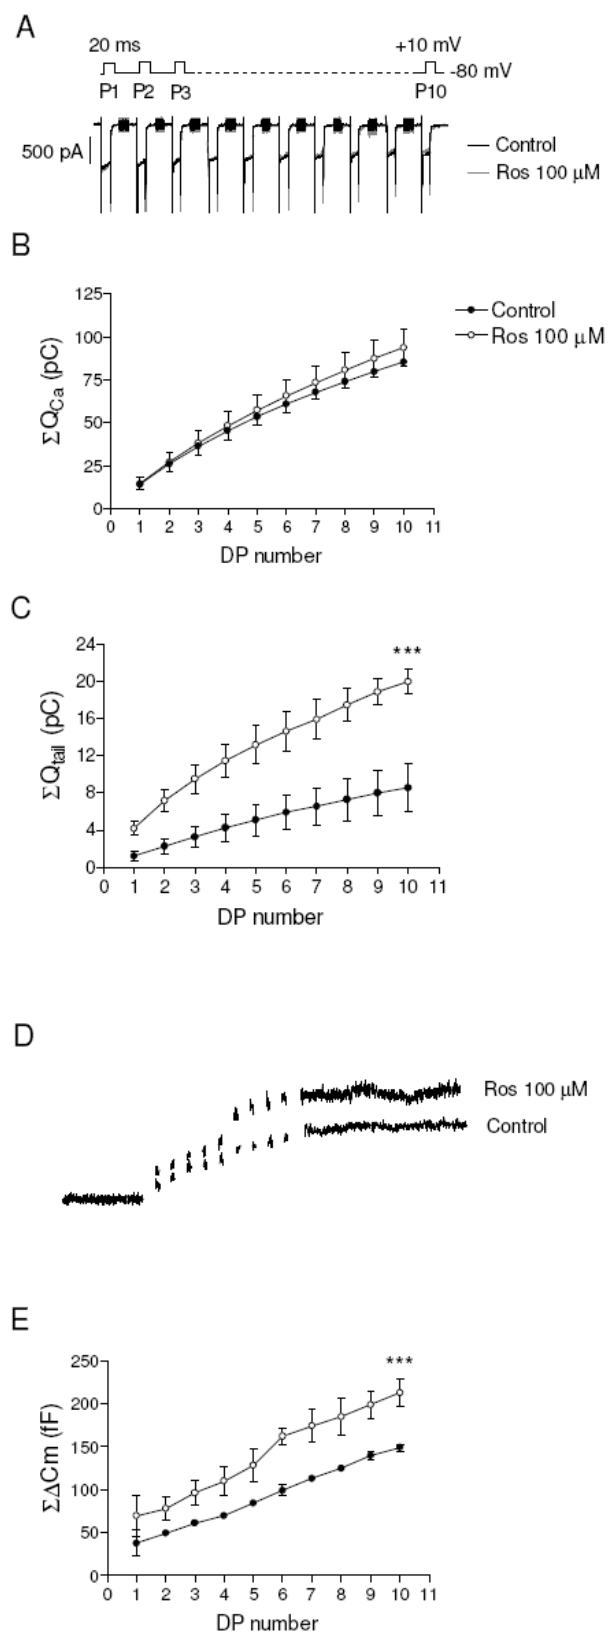 A
20 ms
+10 mV
-80 mV
P1 P2 P3 P10
500 pA
Control
Ros 100 µM
B
125
100
75
50
25
0
ΣQCa (pC)
0 1 2 3 4 5 6 7 8 9 10 11
DP number
Control
Ros 100 µM
C
***
24
20
16
12
8
4
0
ΣQtail (pC)
0 1 2 3 4 5 6 7 8 9 10 11
DP number
D
Ros 100 µM
Control
E
***
250
200
150
100
50
0
ΣΔCm (fF)
0 1 2 3 4 5 6 7 8 9 10 11
DP number